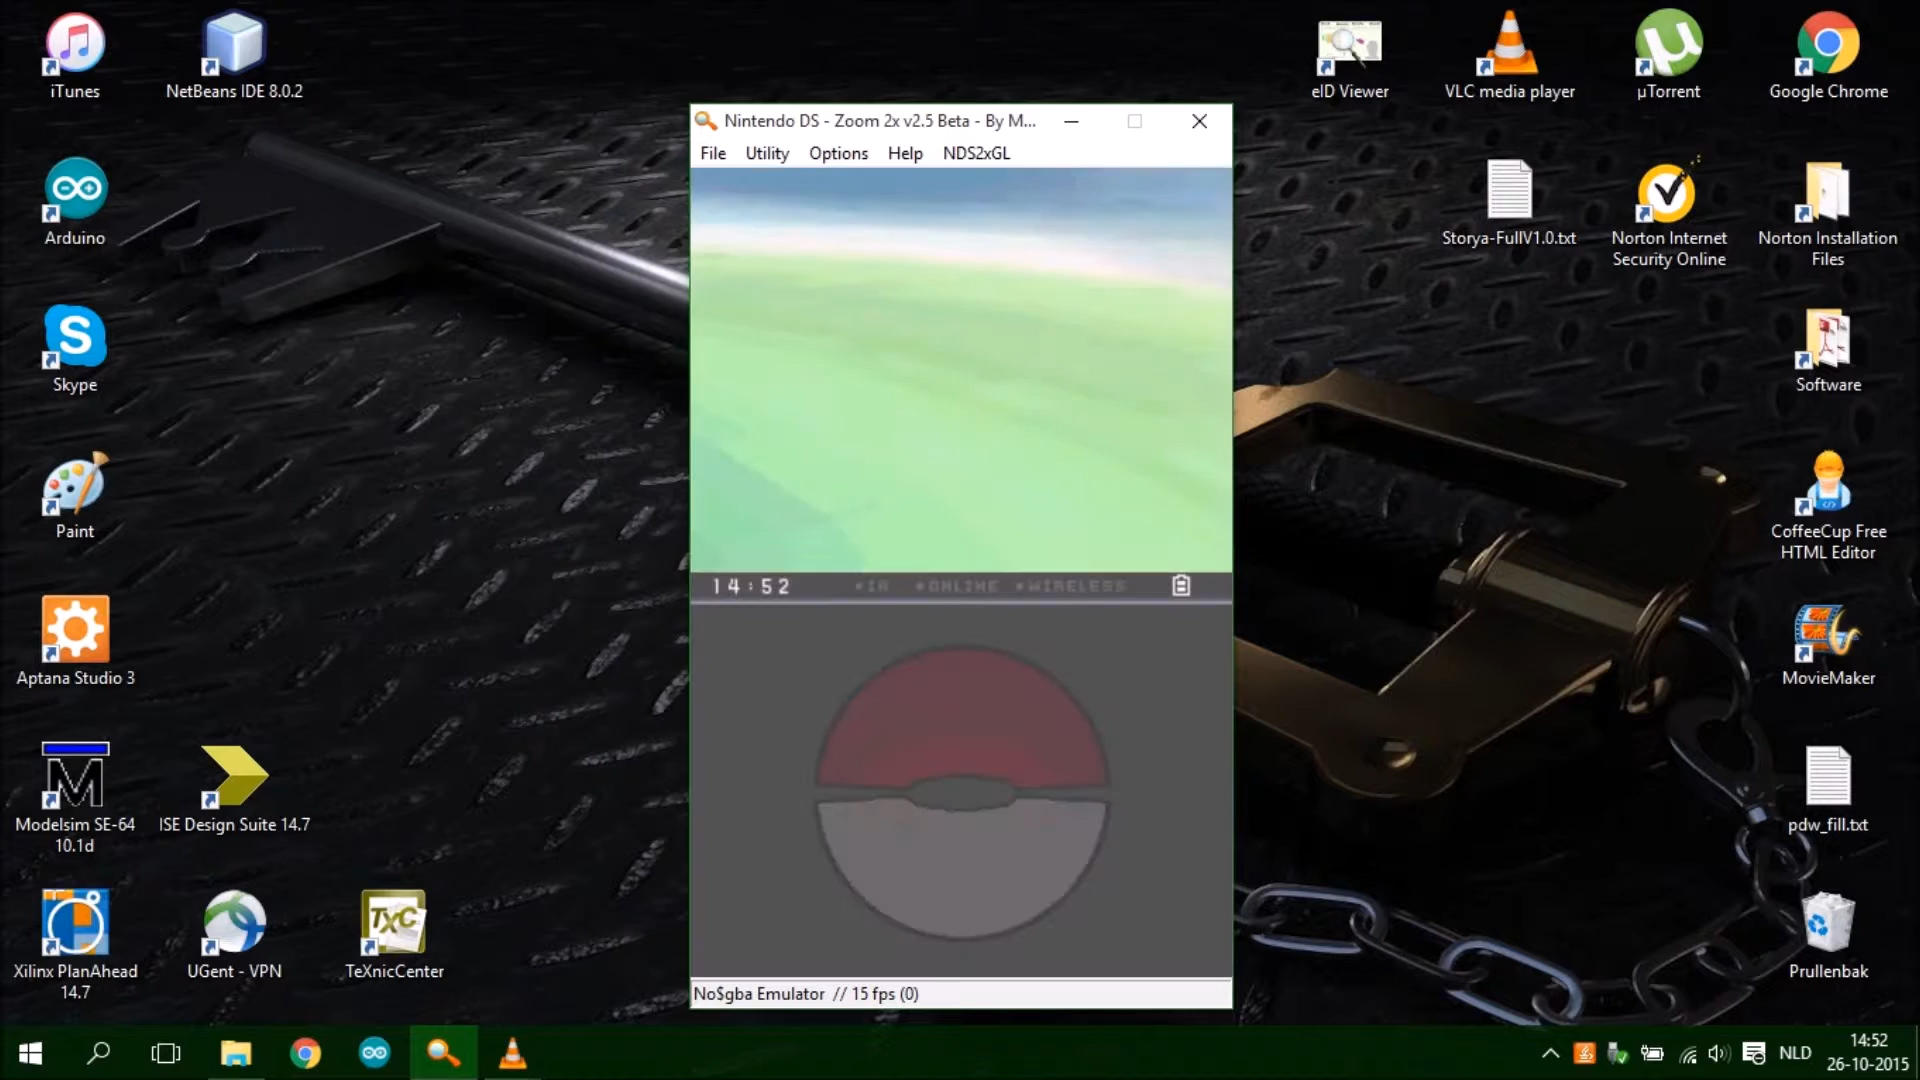 iTunes
NetBeans IDE 8.0.2
eID Viewer
VLC media player
µTorrent
Google Chrome
Nintendo DS - Zoom 2x v2.5 Beta - By M...
File Utility Options Help NDS2xGL
Arduino
Storya-FullV1.0.txt
Norton Internet
Security Online
Norton Installation
Files
Skype
Software
Paint
CoffeeCup Free
HTML Editor
14:52 IR ONLINE WIRELESS
Aptana Studio 3
MovieMaker
Modelsim SE-64
10.1d
ISE Design Suite 14.7
pdw_fill.txt
Xilinx PlanAhead
14.7
UGent - VPN
TeXnicCenter
TxC
Prullenbak
No$gba Emulator // 15 fps (0)
NLD
14:52
26-10-2015